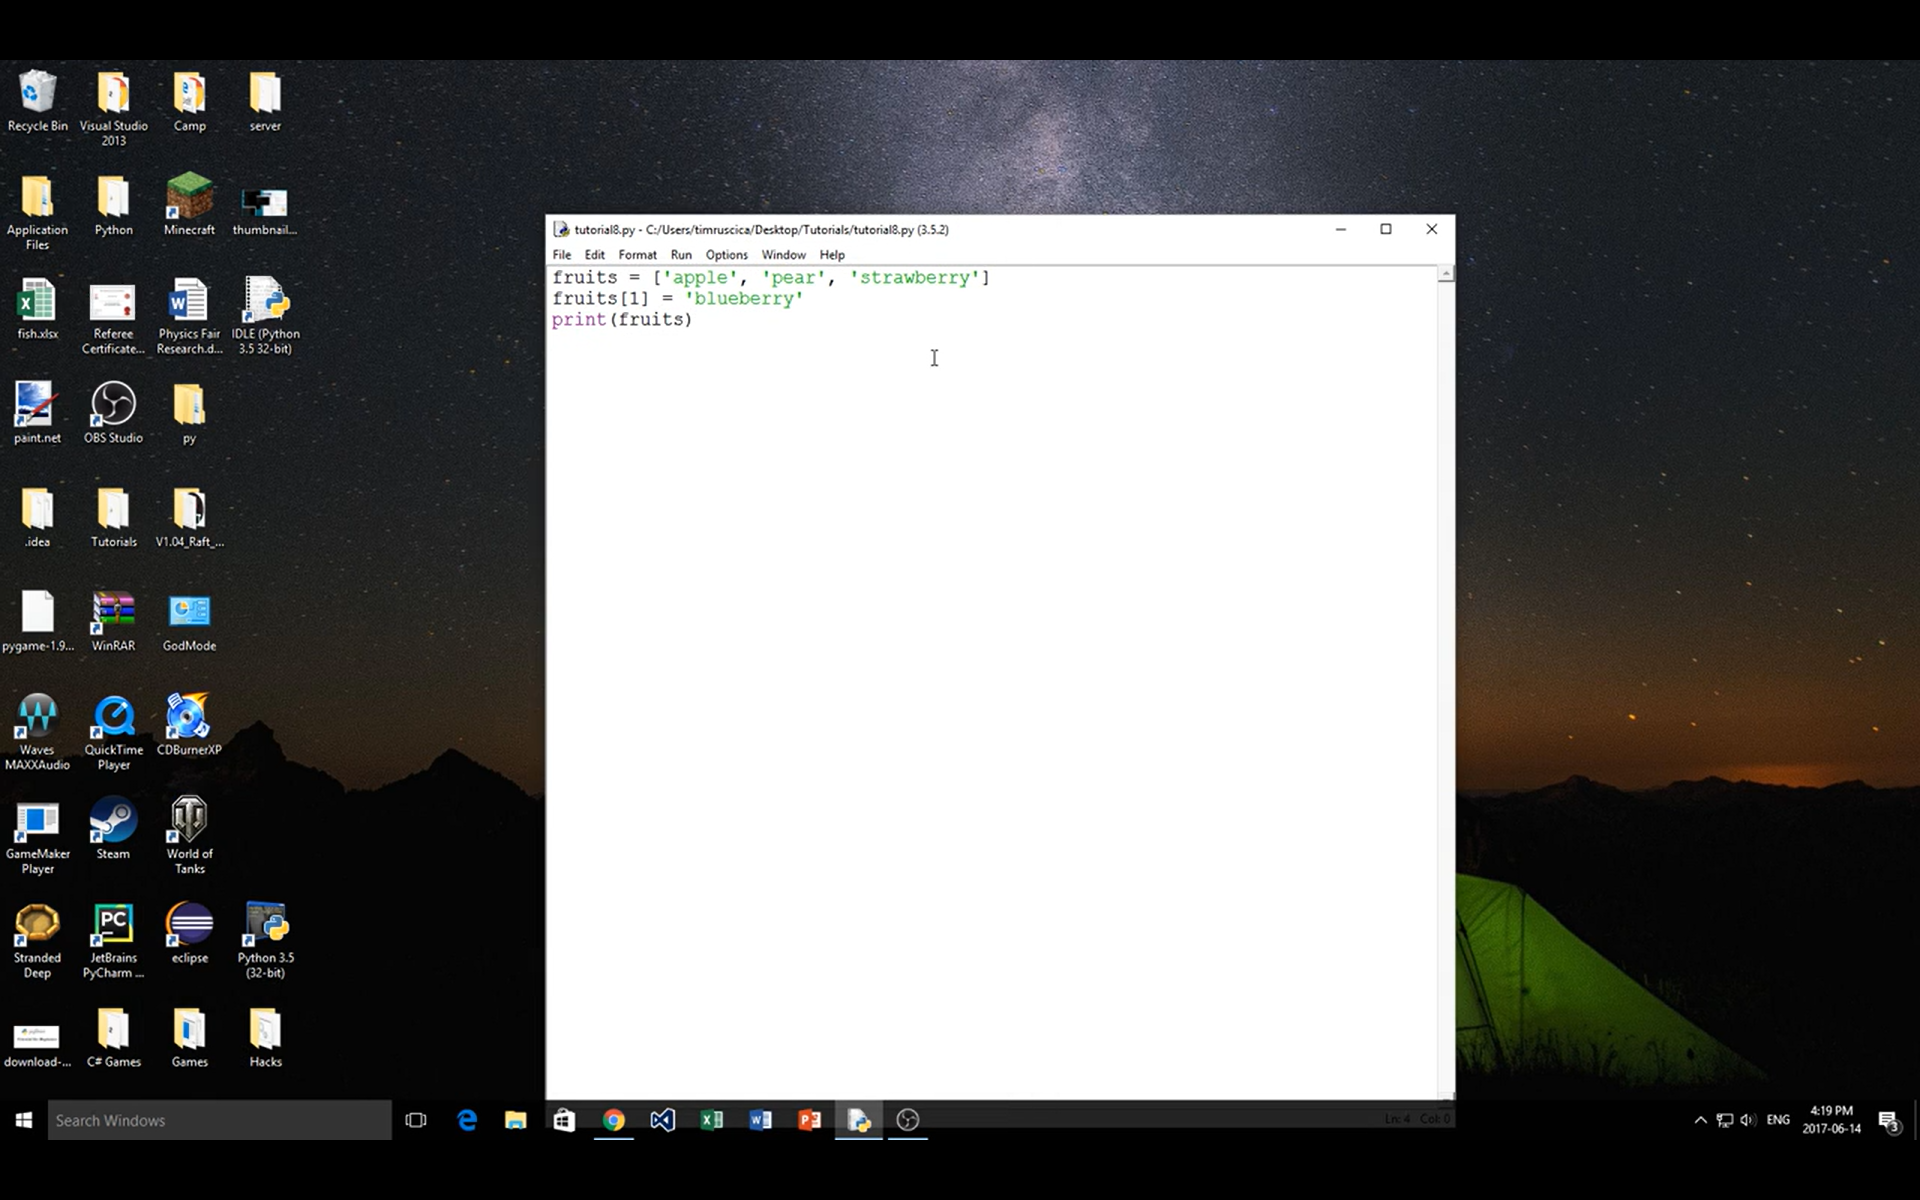 Recycle Bin
Visual Studio
2013
Camp
server
Application
Files
Python
Minecraft
thumbnail...
fish.xlsx
Referee
Certificate...
Physics Fair
Research.d...
IDLE (Python
3.5 32-bit)
paint.net
OBS Studio
py
.idea
Tutorials
V1.04_Raft_...
pygame-1.9...
WinRAR
GodMode
Waves
MAXXAudio
QuickTime
Player
CDBurnerXP
GameMaker
Player
Steam
World of
Tanks
Stranded
Deep
JetBrains
PyCharm ...
eclipse
Python 3.5
(32-bit)
download-...
C# Games
Games
Hacks
tutorial8.py - C:/Users/timruscica/Desktop/Tutorials/tutorial8.py (3.5.2)
File Edit Format Run Options Window Help
fruits = ['apple', 'pear', 'strawberry']
fruits[1] = 'blueberry'
print(fruits)
Ln: 4 Col: 0
Search Windows
ENG
4:19 PM
2017-06-14
3